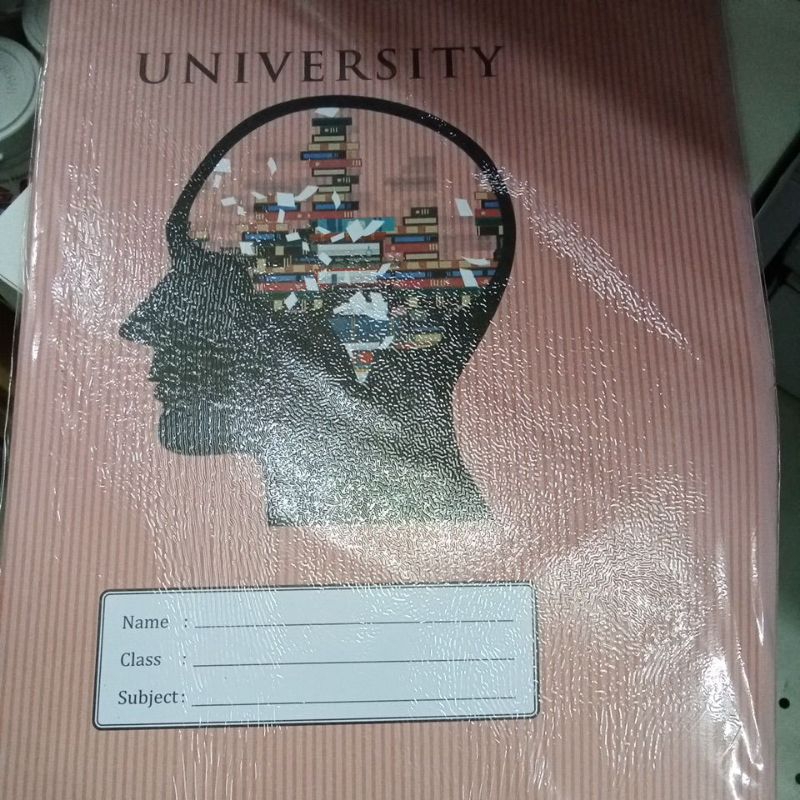 UNIVERSITY
Name :
Class :
Subject :